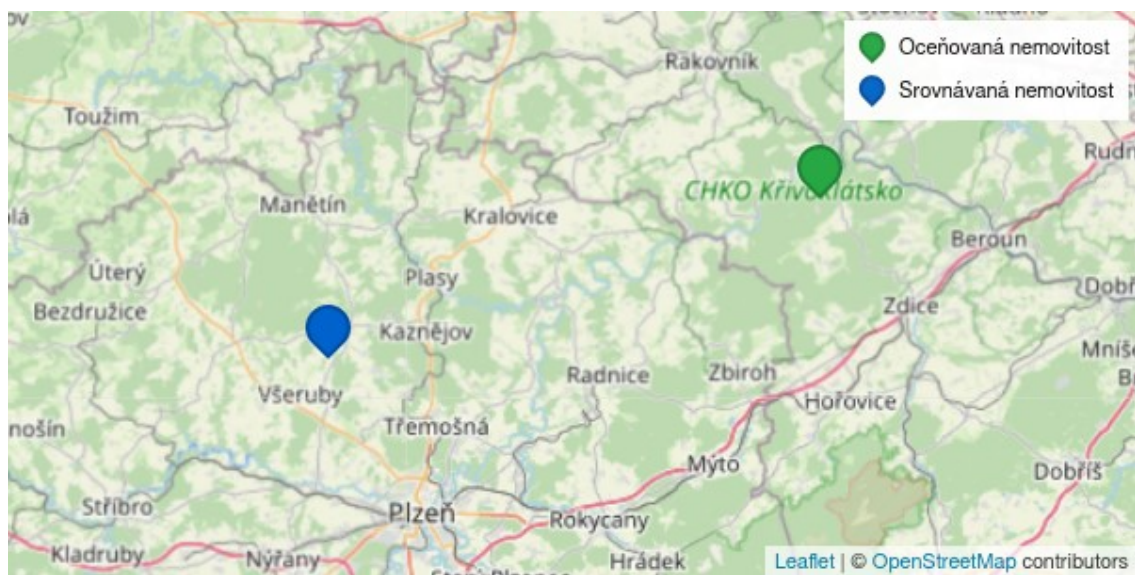 Oceňovaná nemovitost
Srovnávaná nemovitost
Rakovník
Toužim
CHKO Křivoklátsko
Manětín
Kralovice
Beroun
Úterý
Plasy
Bezdružice
Zdice
Kaznějov
Radnice
Zbiroh
Všeruby
Hořovice
Třemošná
Mýto
Dobříš
Stříbro
Plzeň
Rokycany
Kladruby
Nýřany
Hrádek
Leaflet | © OpenStreetMap contributors